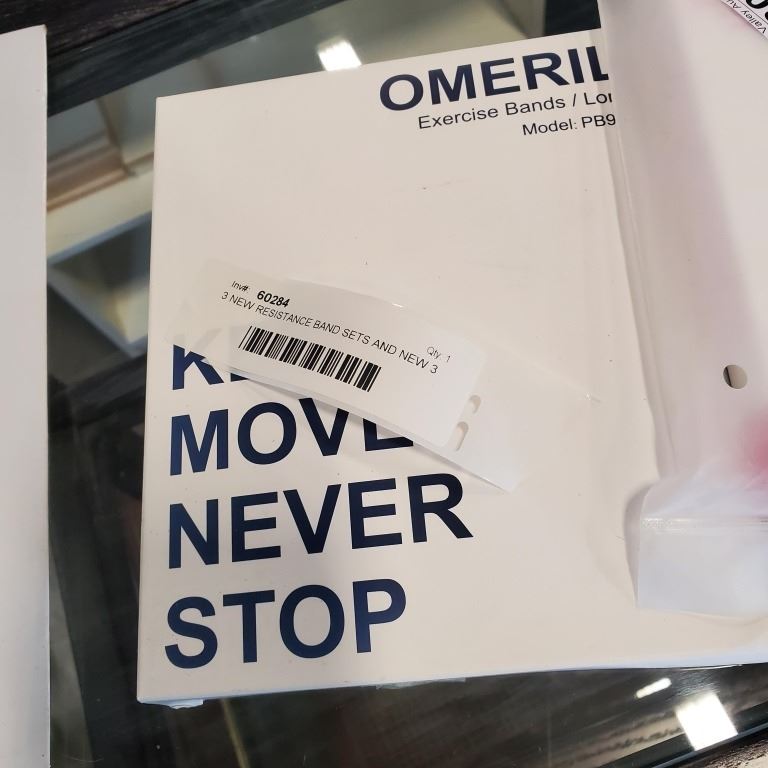 OMERIL
Exercise Bands /
Model: PB9
Inv#: 60284
3 NEW RESISTANCE BAND SETS AND NEW 3
Qty: 1
MOVE
NEVER
STOP
Valley